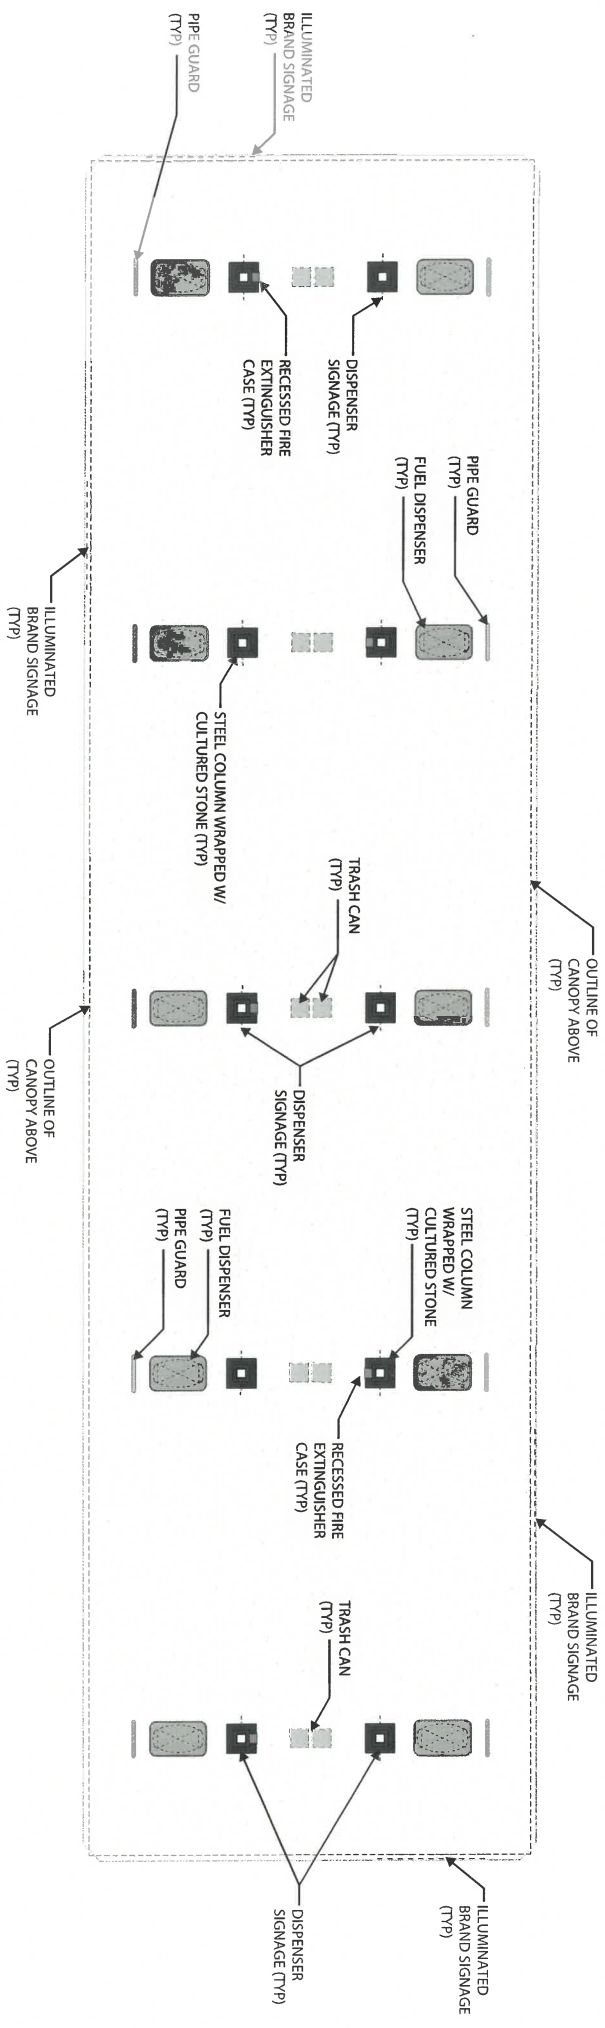 OUTLINE OF
CANOPY ABOVE
(TYP)
ILLUMINATED
BRAND SIGNAGE
(TYP)
ILLUMINATED
BRAND SIGNAGE
(TYP)
PIPE GUARD
(TYP)
FUEL DISPENSER
(TYP)
STEEL COLUMN
WRAPPED W/
CULTURED STONE
(TYP)
DISPENSER
SIGNAGE (TYP)
TRASH CAN
(TYP)
RECESSED FIRE
EXTINGUISHER
CASE (TYP)
TRASH CAN
(TYP)
ILLUMINATED
BRAND SIGNAGE
(TYP)
RECESSED FIRE
EXTINGUISHER
CASE (TYP)
DISPENSER
SIGNAGE (TYP)
DISPENSER
SIGNAGE (TYP)
STEEL COLUMN WRAPPED W/
CULTURED STONE (TYP)
FUEL DISPENSER
(TYP)
PIPE GUARD
(TYP)
PIPE GUARD
(TYP)
ILLUMINATED
BRAND SIGNAGE
(TYP)
OUTLINE OF
CANOPY ABOVE
(TYP)